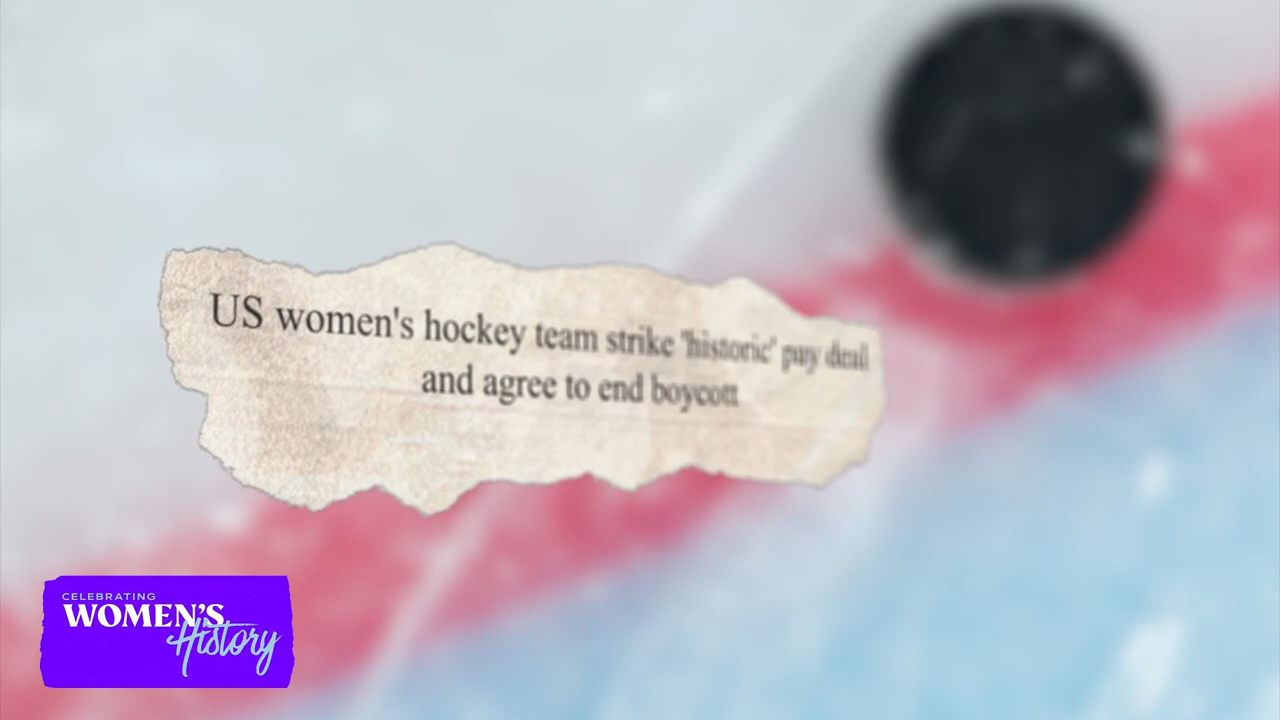 US women's hockey team strike 'historic' pay deal
and agree to end boycott
CELEBRATING
WOMEN'S
History